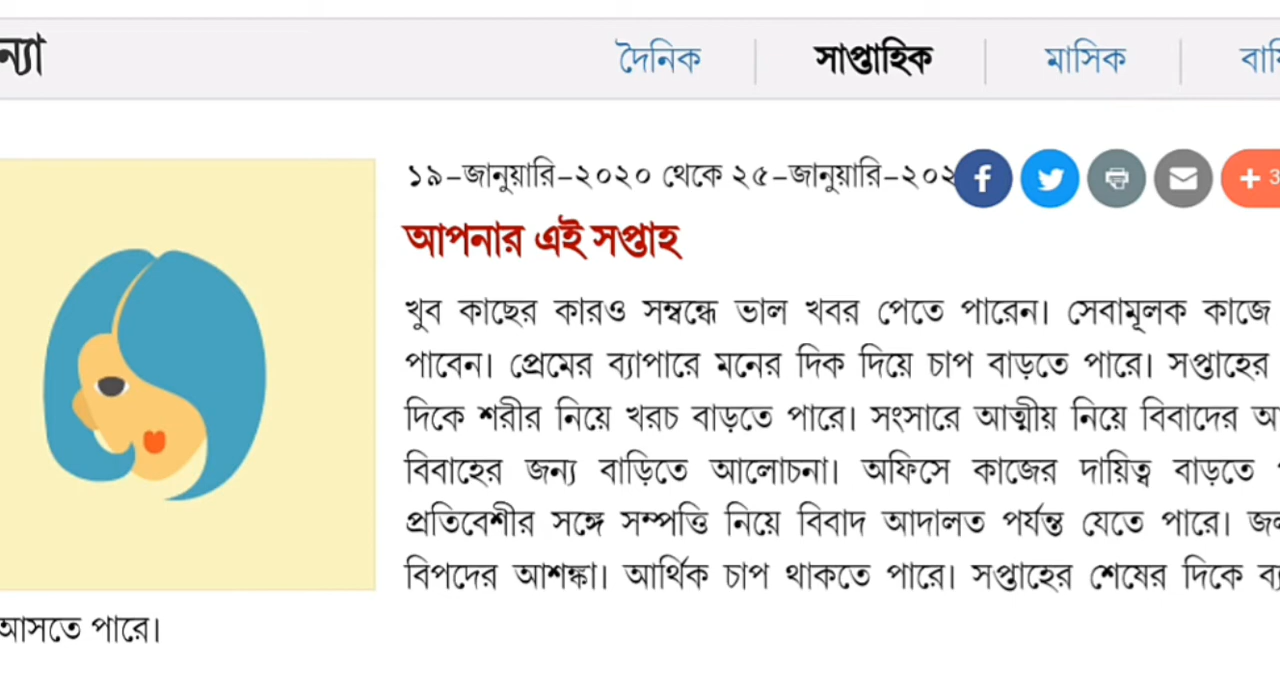 ন্যা
দৈনিক সাপ্তাহিক মাসিক
১৯-জানুয়ারি-২০২০ থেকে ২৫-জানুয়ারি-২০২
আপনার এই সপ্তাহ
খুব কাছের কারও সম্বন্ধে ভাল খবর পেতে পারেন। সেবামূলক কাজে
পাবেন। প্রেমের ব্যাপারে মনের দিক দিয়ে চাপ বাড়তে পারে। সপ্তাহের
দিকে শরীর নিয়ে খরচ বাড়তে পারে। সংসারে আত্মীয় নিয়ে বিবাদের আ
বিবাহের জন্য বাড়িতে আলোচনা। অফিসে কাজের দায়িত্ব বাড়তে
প্রতিবেশীর সঙ্গে সম্পত্তি নিয়ে বিবাদ আদালত পর্যন্ত যেতে পারে।
বিপদের আশঙ্কা। আর্থিক চাপ থাকতে পারে। সপ্তাহের শেষের দিকে
আসতে পারে।